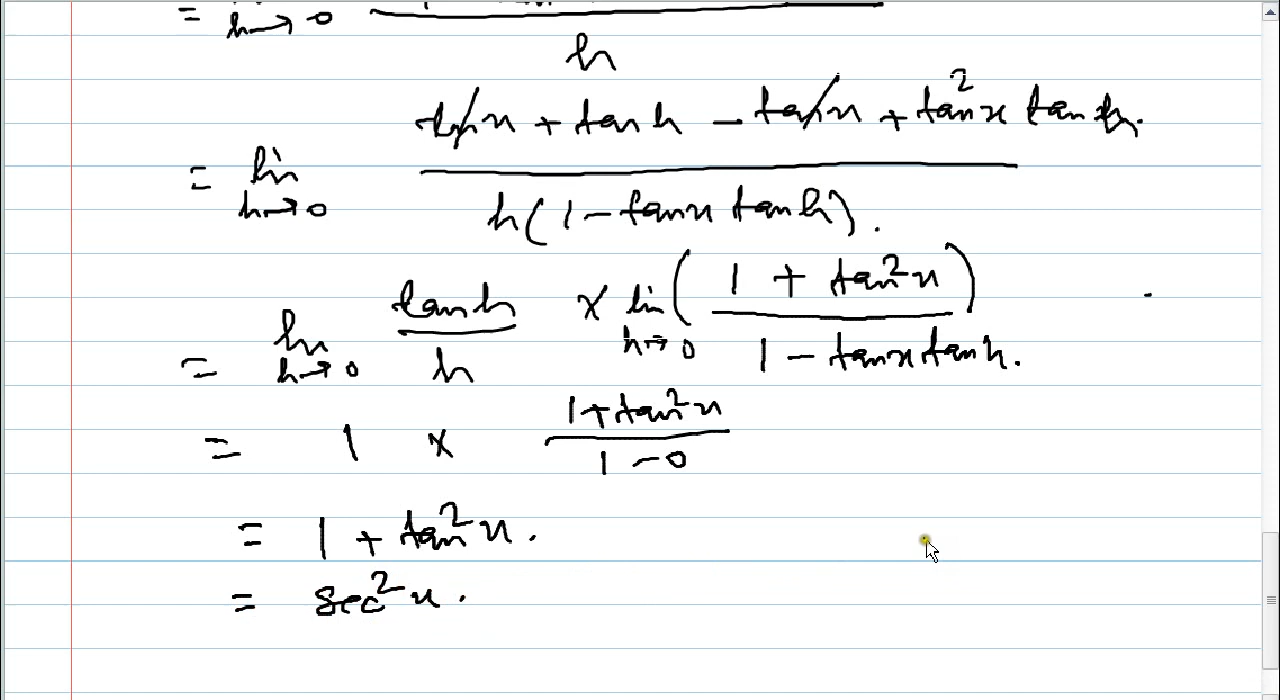 = lim h→0 h
= lim h→0 (tan x + tan h − tan x + tan²x tan h.) / (h(1 − tan x tan h).)
= lim h→0 tan h / h × lim h→0 ((1 + tan²x) / (1 − tan x tan h.))
= 1 × (1 + tan²x) / (1 − 0)
= 1 + tan²x.
= sec²x.